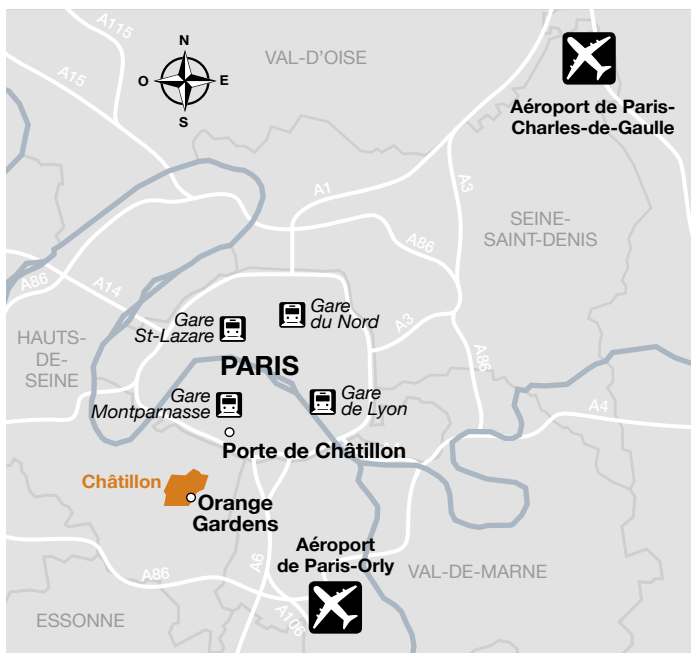 A115
A15
N
O
E
S
VAL-D'OISE
Aéroport de Paris-
Charles-de-Gaulle
A1
A3
SEINE-
SAINT-DENIS
A86
A86
A14
Gare
du Nord
Gare
St-Lazare
A3
HAUTS-
DE-
SEINE
PARIS
A86
Gare
Montparnasse
Gare
de Lyon
A4
Porte de Châtillon
A4
Châtillon
Orange
Gardens
Aéroport
de Paris-Orly
A6
A86
VAL-DE-MARNE
A106
ESSONNE